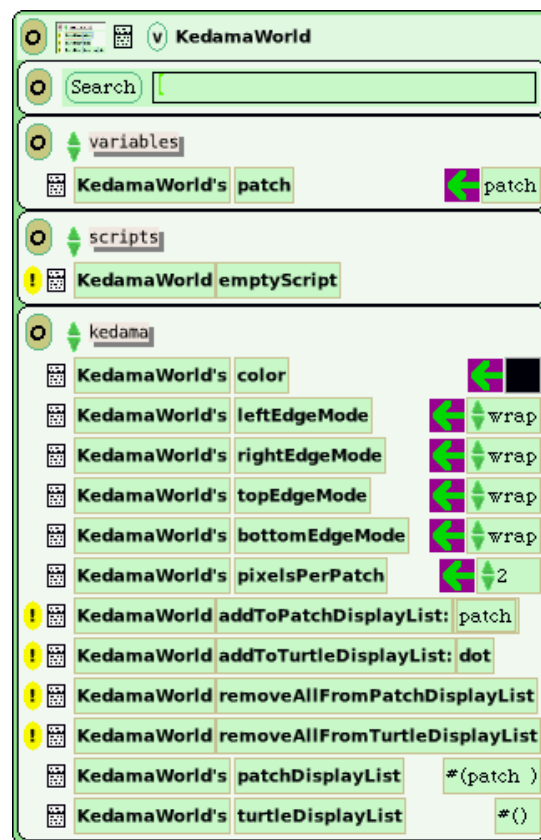 v KedamaWorld
Search
variables
KedamaWorld's patch patch
scripts
! KedamaWorld emptyScript
kedama
KedamaWorld's color
KedamaWorld's leftEdgeMode wrap
KedamaWorld's rightEdgeMode wrap
KedamaWorld's topEdgeMode wrap
KedamaWorld's bottomEdgeMode wrap
KedamaWorld's pixelsPerPatch 2
! KedamaWorld addToPatchDisplayList: patch
! KedamaWorld addToTurtleDisplayList: dot
! KedamaWorld removeAllFromPatchDisplayList
! KedamaWorld removeAllFromTurtleDisplayList
KedamaWorld's patchDisplayList #(patch )
KedamaWorld's turtleDisplayList #()